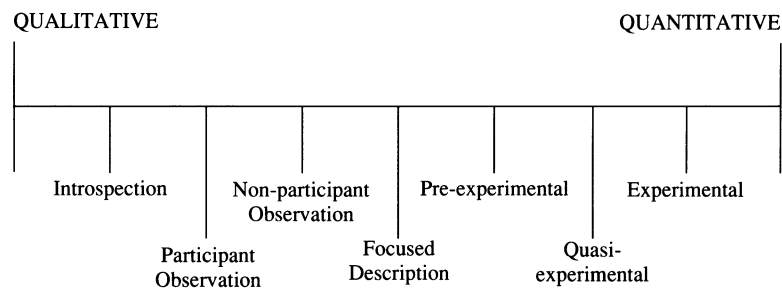 QUALITATIVE QUANTITATIVE
Introspection Non-participant Pre-experimental Experimental
Observation
Participant Focused Quasi-
Observation Description experimental